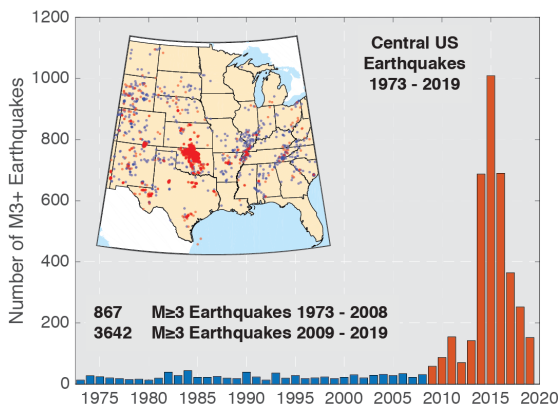 1200
1000
800
600
400
200
0
Number of M3+ Earthquakes
Central US
Earthquakes
1973 - 2019
867 M≥3 Earthquakes 1973 - 2008
3642 M≥3 Earthquakes 2009 - 2019
1975 1980 1985 1990 1995 2000 2005 2010 2015 2020